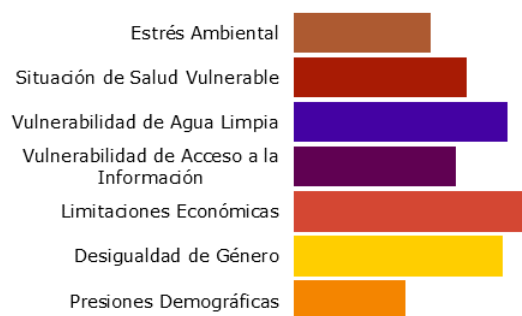 Estrés Ambiental
Situación de Salud Vulnerable
Vulnerabilidad de Agua Limpia
Vulnerabilidad de Acceso a la
Información
Limitaciones Económicas
Desigualdad de Género
Presiones Demográficas